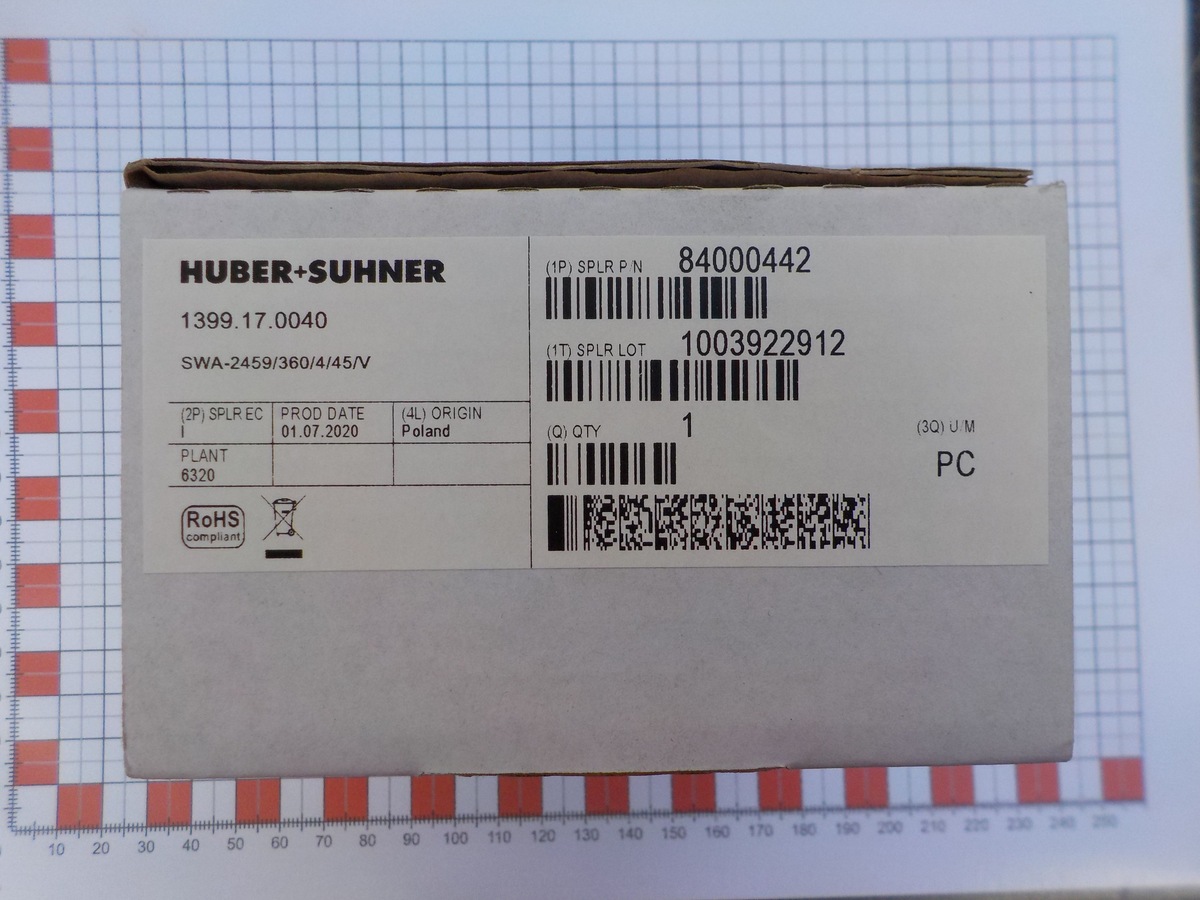 HUBER+SUHNER
1399.17.0040
SWA-2459/360/4/45/V
(2P) SPLR EC
I
PROD DATE
01.07.2020
(4L) ORIGIN
Poland
PLANT
6320
RoHS
compliant
(1P) SPLR P/N 84000442
(1T) SPLR LOT 1003922912
(Q) QTY 1
(3Q) U/M
PC
10 20 30 40 50 60 70 80 90 100 110 120 130 140 150 160 170 180 190 200 210 220 230 240 250